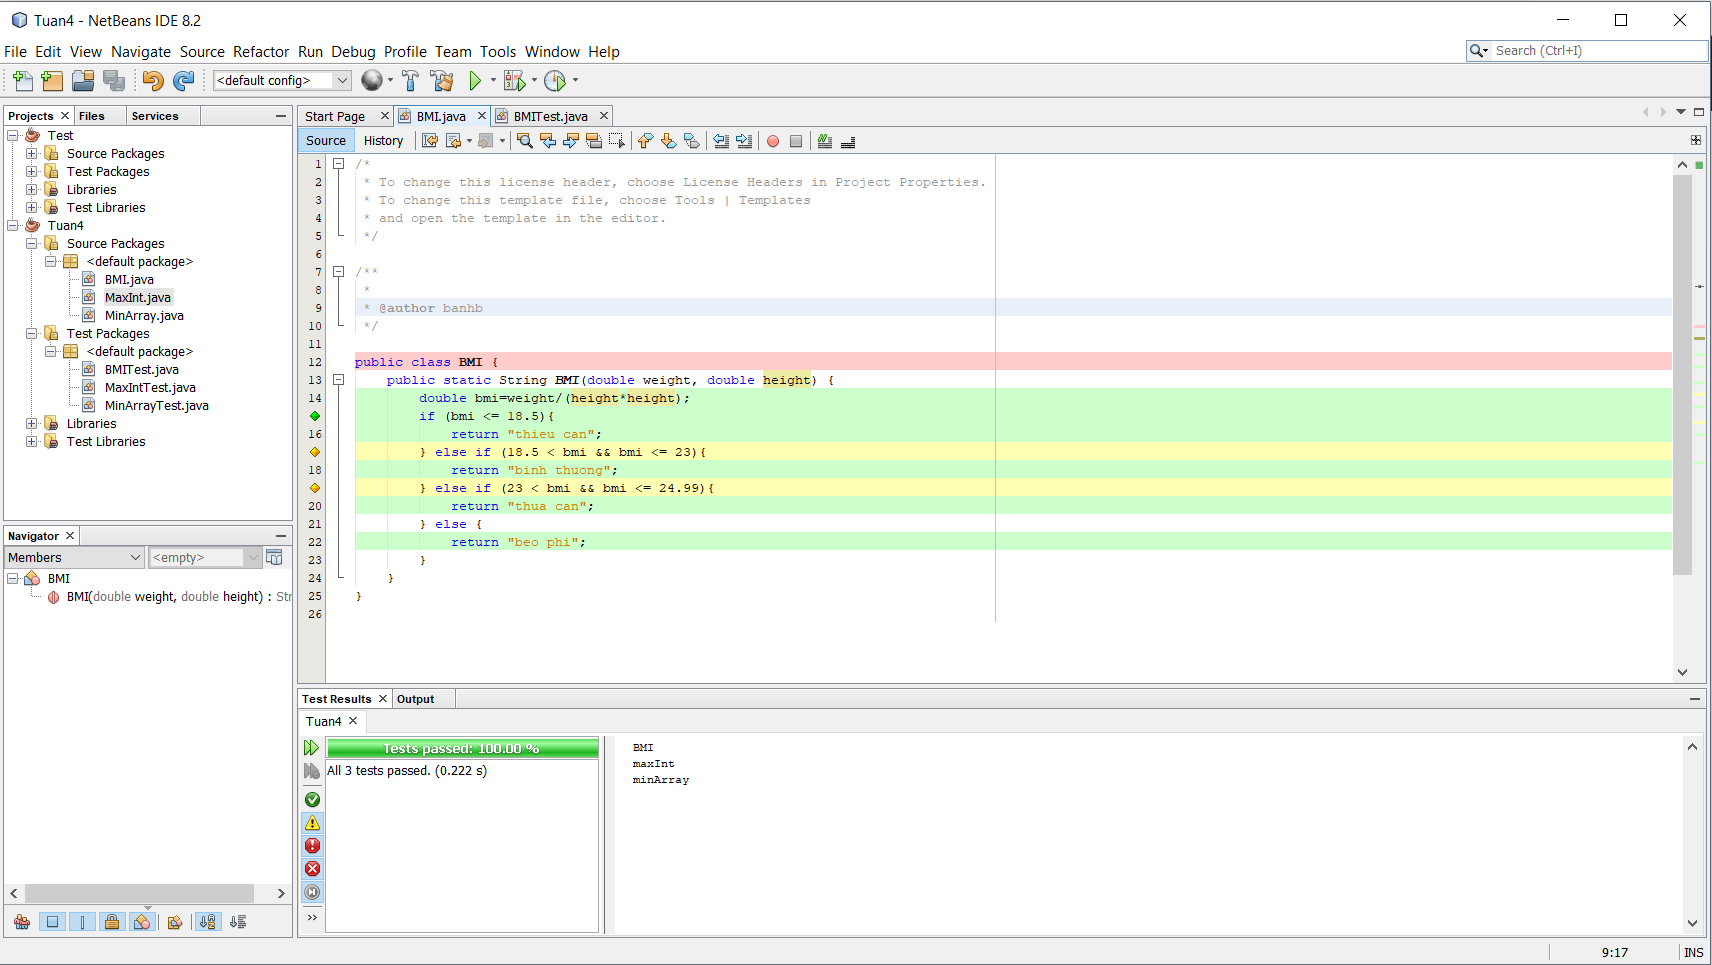 Tuan4 - NetBeans IDE 8.2
File Edit View Navigate Source Refactor Run Debug Profile Team Tools Window Help
Search (Ctrl+I)
<default config>
Projects Files Services
Test
Source Packages
Test Packages
Libraries
Test Libraries
Tuan4
Source Packages
<default package>
BMI.java
MaxInt.java
MinArray.java
Test Packages
<default package>
BMITest.java
MaxIntTest.java
MinArrayTest.java
Libraries
Test Libraries
Navigator
Members <empty>
BMI
BMI(double weight, double height) : Str
Start Page BMI.java BMITest.java
Source History
1 /*
2 * To change this license header, choose License Headers in Project Properties.
3 * To change this template file, choose Tools | Templates
4 * and open the template in the editor.
5 */
6
7 /**
8 *
9 * @author banhb
10 */
11
12 public class BMI {
13 public static String BMI(double weight, double height) {
14 double bmi=weight/(height*height);
if (bmi <= 18.5){
16 return "thieu can";
} else if (18.5 < bmi && bmi <= 23){
18 return "binh thuong";
} else if (23 < bmi && bmi <= 24.99){
20 return "thua can";
21 } else {
22 return "beo phi";
23 }
24 }
25 }
26
Test Results Output
Tuan4
Tests passed: 100.00 %
All 3 tests passed. (0.222 s)
BMI
maxInt
minArray
9:17 INS